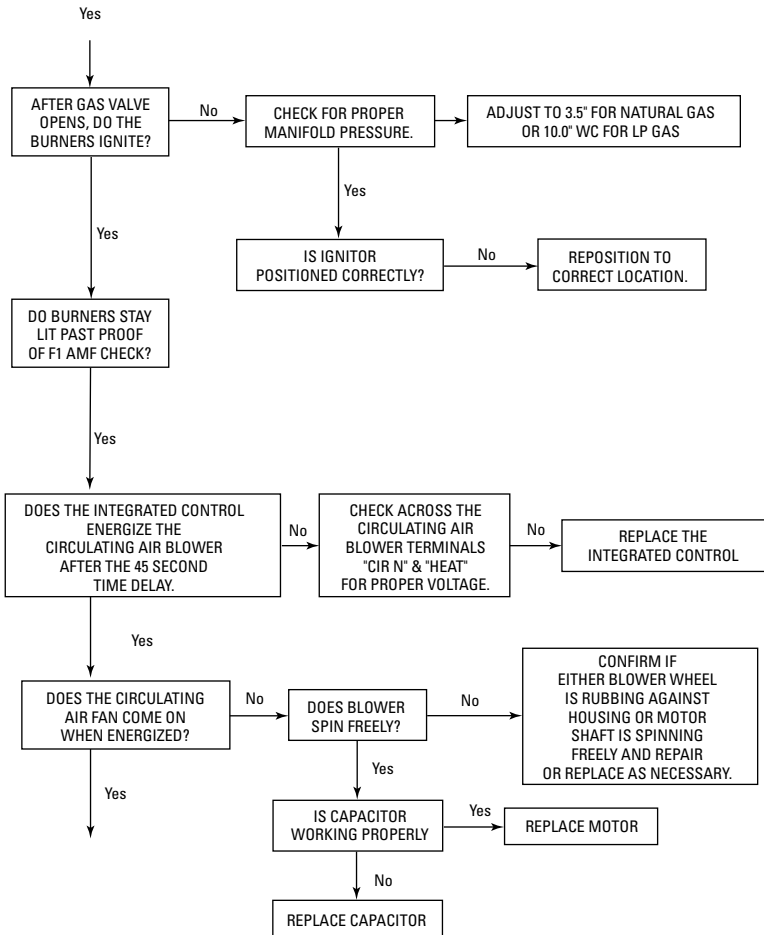 Yes
AFTER GAS VALVE
OPENS, DO THE
BURNERS IGNITE?
No
CHECK FOR PROPER
MANIFOLD PRESSURE.
ADJUST TO 3.5" FOR NATURAL GAS
OR 10.0" WC FOR LP GAS
Yes
Yes
IS IGNITOR
POSITIONED CORRECTLY?
No
REPOSITION TO
CORRECT LOCATION.
DO BURNERS STAY
LIT PAST PROOF
OF F1 AMF CHECK?
Yes
DOES THE INTEGRATED CONTROL
ENERGIZE THE
CIRCULATING AIR BLOWER
AFTER THE 45 SECOND
TIME DELAY.
No
CHECK ACROSS THE
CIRCULATING AIR
BLOWER TERMINALS
"CIR N" & "HEAT"
FOR PROPER VOLTAGE.
No
REPLACE THE
INTEGRATED CONTROL
Yes
DOES THE CIRCULATING
AIR FAN COME ON
WHEN ENERGIZED?
No
DOES BLOWER
SPIN FREELY?
No
CONFIRM IF
EITHER BLOWER WHEEL
IS RUBBING AGAINST
HOUSING OR MOTOR
SHAFT IS SPINNING
FREELY AND REPAIR
OR REPLACE AS NECESSARY.
Yes
Yes
IS CAPACITOR
WORKING PROPERLY
Yes
REPLACE MOTOR
No
REPLACE CAPACITOR